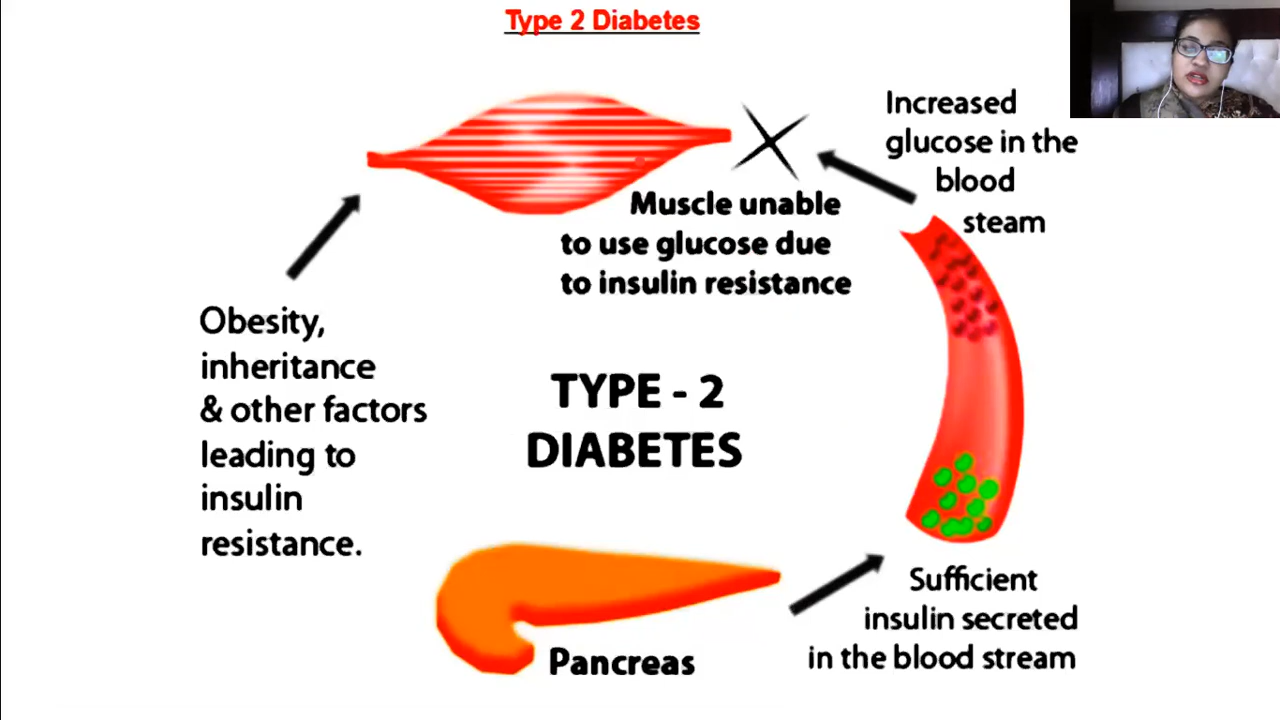 Type 2 Diabetes
Increased
glucose in the
blood
steam
Muscle unable
to use glucose due
to insulin resistance
Obesity,
inheritance
& other factors
leading to
insulin
resistance.
TYPE - 2
DIABETES
Pancreas
Sufficient
insulin secreted
in the blood stream